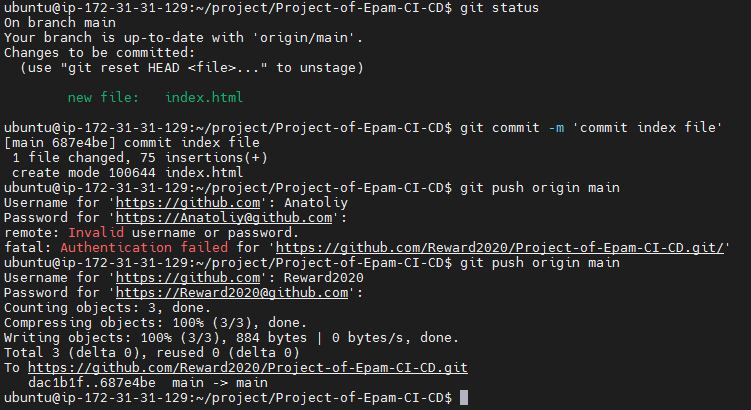 ubuntu@ip-172-31-31-129:~/project/Project-of-Epam-CI-CD$ git status
On branch main
Your branch is up-to-date with 'origin/main'.
Changes to be committed:
  (use "git reset HEAD <file>..." to unstage)
        new file:   index.html
ubuntu@ip-172-31-31-129:~/project/Project-of-Epam-CI-CD$ git commit -m 'commit index file'
[main 687e4be] commit index file
 1 file changed, 75 insertions(+)
 create mode 100644 index.html
ubuntu@ip-172-31-31-129:~/project/Project-of-Epam-CI-CD$ git push origin main
Username for 'https://github.com': Anatoliy
Password for 'https://Anatoliy@github.com':
remote: Invalid username or password.
fatal: Authentication failed for 'https://github.com/Reward2020/Project-of-Epam-CI-CD.git/'
ubuntu@ip-172-31-31-129:~/project/Project-of-Epam-CI-CD$ git push origin main
Username for 'https://github.com': Reward2020
Password for 'https://Reward2020@github.com':
Counting objects: 3, done.
Compressing objects: 100% (3/3), done.
Writing objects: 100% (3/3), 884 bytes | 0 bytes/s, done.
Total 3 (delta 0), reused 0 (delta 0)
To https://github.com/Reward2020/Project-of-Epam-CI-CD.git
   dac1b1f..687e4be  main -> main
ubuntu@ip-172-31-31-129:~/project/Project-of-Epam-CI-CD$